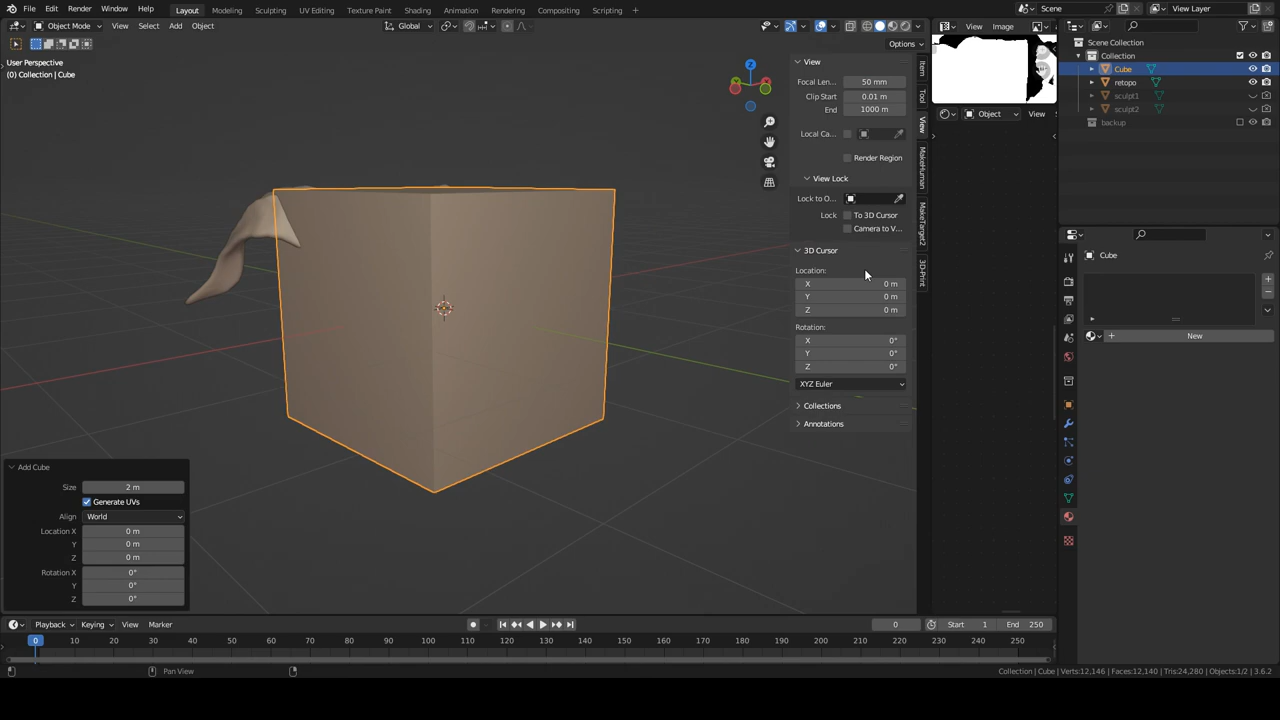 File Edit Render Window Help Layout Modeling Sculpting UV Editing Texture Paint Shading Animation Rendering Compositing Scripting + Scene View Layer
Object Mode View Select Add Object Global View Image
Options
User Perspective
(0) Collection | Cube
View
Focal Len... 50 mm
Clip Start 0.01 m
End 1000 m
Local Ca...
Render Region
View Lock
Lock to O...
Lock To 3D Cursor
Camera to V...
3D Cursor
Location:
X 0 m
Y 0 m
Z 0 m
Rotation:
X 0°
Y 0°
Z 0°
XYZ Euler
Collections
Annotations
Item
Tool
View
MakeHuman
MakeTarget2
3D-Print
Z
Object View
Scene Collection
Collection
Cube
retopo
sculpt1
sculpt2
backup
Cube
+ New
Add Cube
Size 2 m
Generate UVs
Align World
Location X 0 m
Y 0 m
Z 0 m
Rotation X 0°
Y 0°
Z 0°
Playback Keying View Marker 0 Start 1 End 250
0 10 20 30 40 50 60 70 80 90 100 110 120 130 140 150 160 170 180 190 200 210 220 230 240 250
Pan View Collection | Cube | Verts:12,146 | Faces:12,140 | Tris:24,280 | Objects:1/2 | 3.6.2